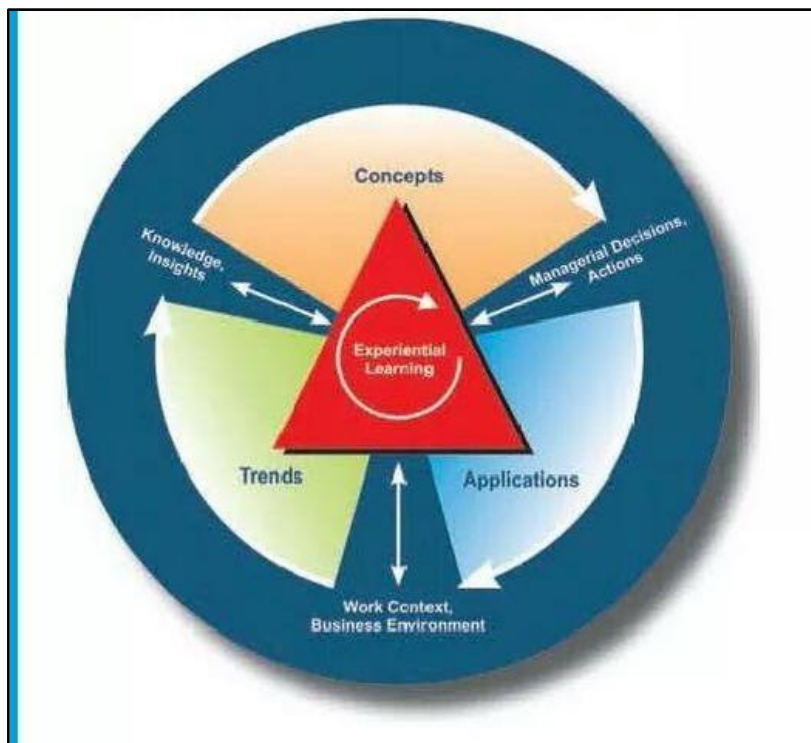 Concepts
Knowledge,
Insights
Managerial Decisions,
Actions
Experiential
Learning
Trends
Applications
Work Context,
Business Environment